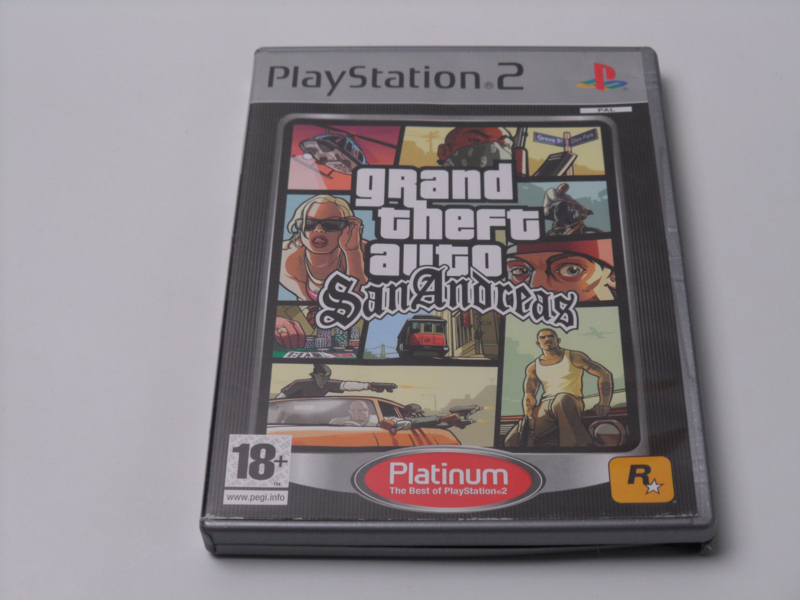 PlayStation®2
PAL
Grove St
grand
theft
auto
San Andreas
18+
www.pegi.info
Platinum
The Best of PlayStation®2
R